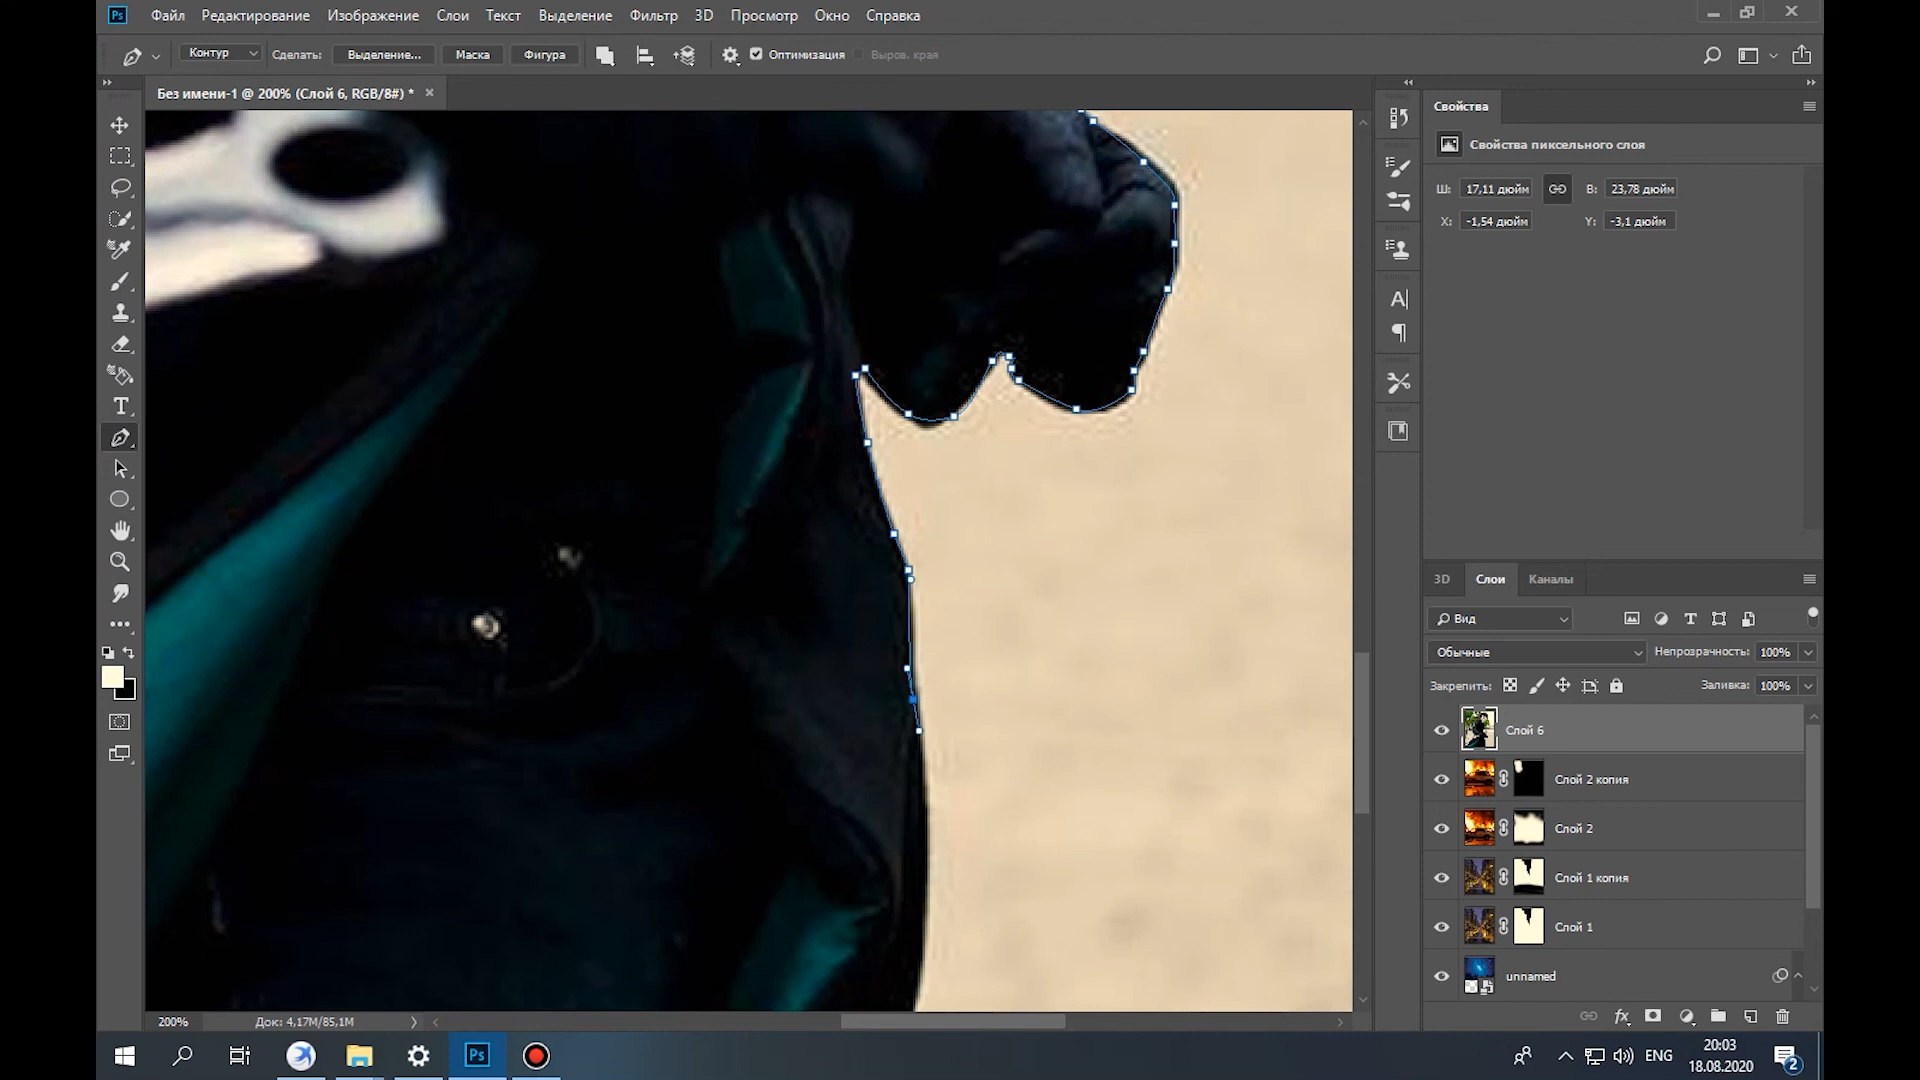 Ps Файл Редактирование Изображение Слои Текст Выделение Фильтр 3D Просмотр Окно Справка
Контур Сделать: Выделение... Маска Фигура Оптимизация Выров. края
Без имени-1 @ 200% (Слой 6, RGB/8#) * ×
Свойства
Свойства пиксельного слоя
Ш: 17,11 дюйм В: 23,78 дюйм
X: -1,54 дюйм Y: -3,1 дюйм
3D Слои Каналы
Вид
Обычные Непрозрачность: 100%
Закрепить: Заливка: 100%
Слой 6
Слой 2 копия
Слой 2
Слой 1 копия
Слой 1
unnamed
200% Док: 4,17M/85,1M
Ps ENG 20:03
18.08.2020 2